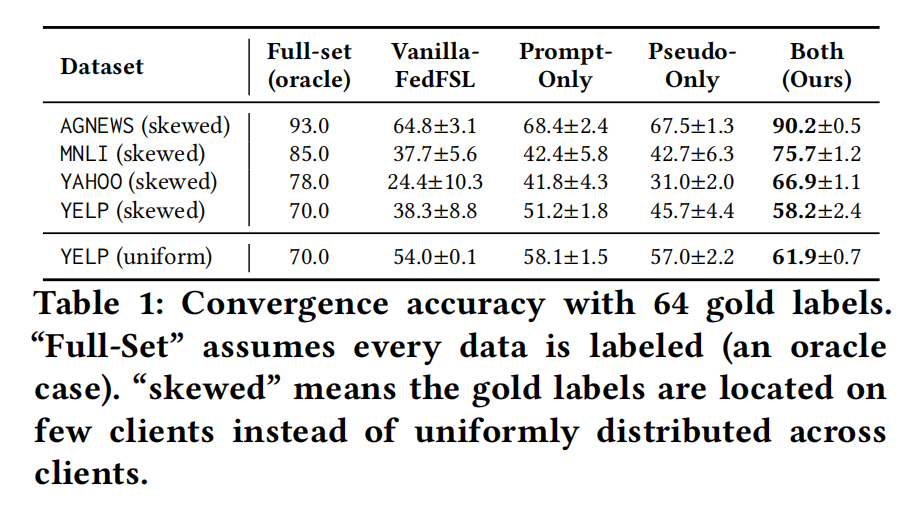 Dataset Full-set (oracle) Vanilla-FedFSL Prompt-Only Pseudo-Only Both (Ours)
AGNEWS (skewed) 93.0 64.8±3.1 68.4±2.4 67.5±1.3 90.2±0.5
MNLI (skewed) 85.0 37.7±5.6 42.4±5.8 42.7±6.3 75.7±1.2
YAHOO (skewed) 78.0 24.4±10.3 41.8±4.3 31.0±2.0 66.9±1.1
YELP (skewed) 70.0 38.3±8.8 51.2±1.8 45.7±4.4 58.2±2.4
YELP (uniform) 70.0 54.0±0.1 58.1±1.5 57.0±2.2 61.9±0.7
Table 1: Convergence accuracy with 64 gold labels.
“Full-Set” assumes every data is labeled (an oracle
case). “skewed” means the gold labels are located on
few clients instead of uniformly distributed across
clients.